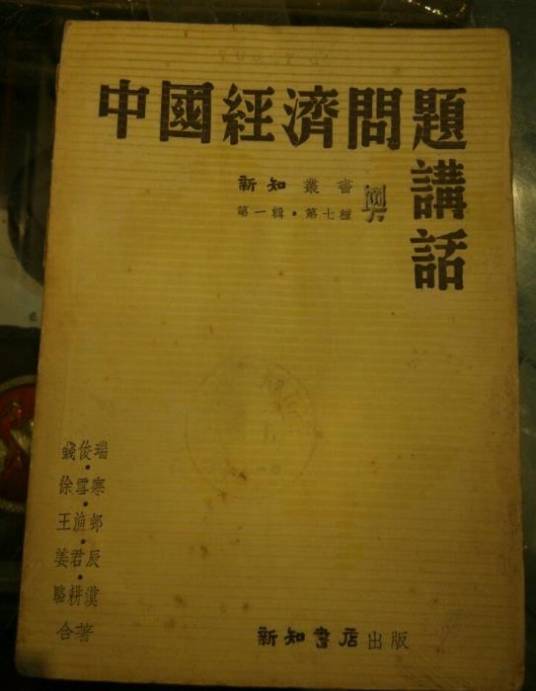 中國經濟問題
講話
新知叢書
第一輯・第七種
錢俊瑞・
徐雪寒・
王漁邨・
姜君辰・
駱耕漠
合著
新知書店出版